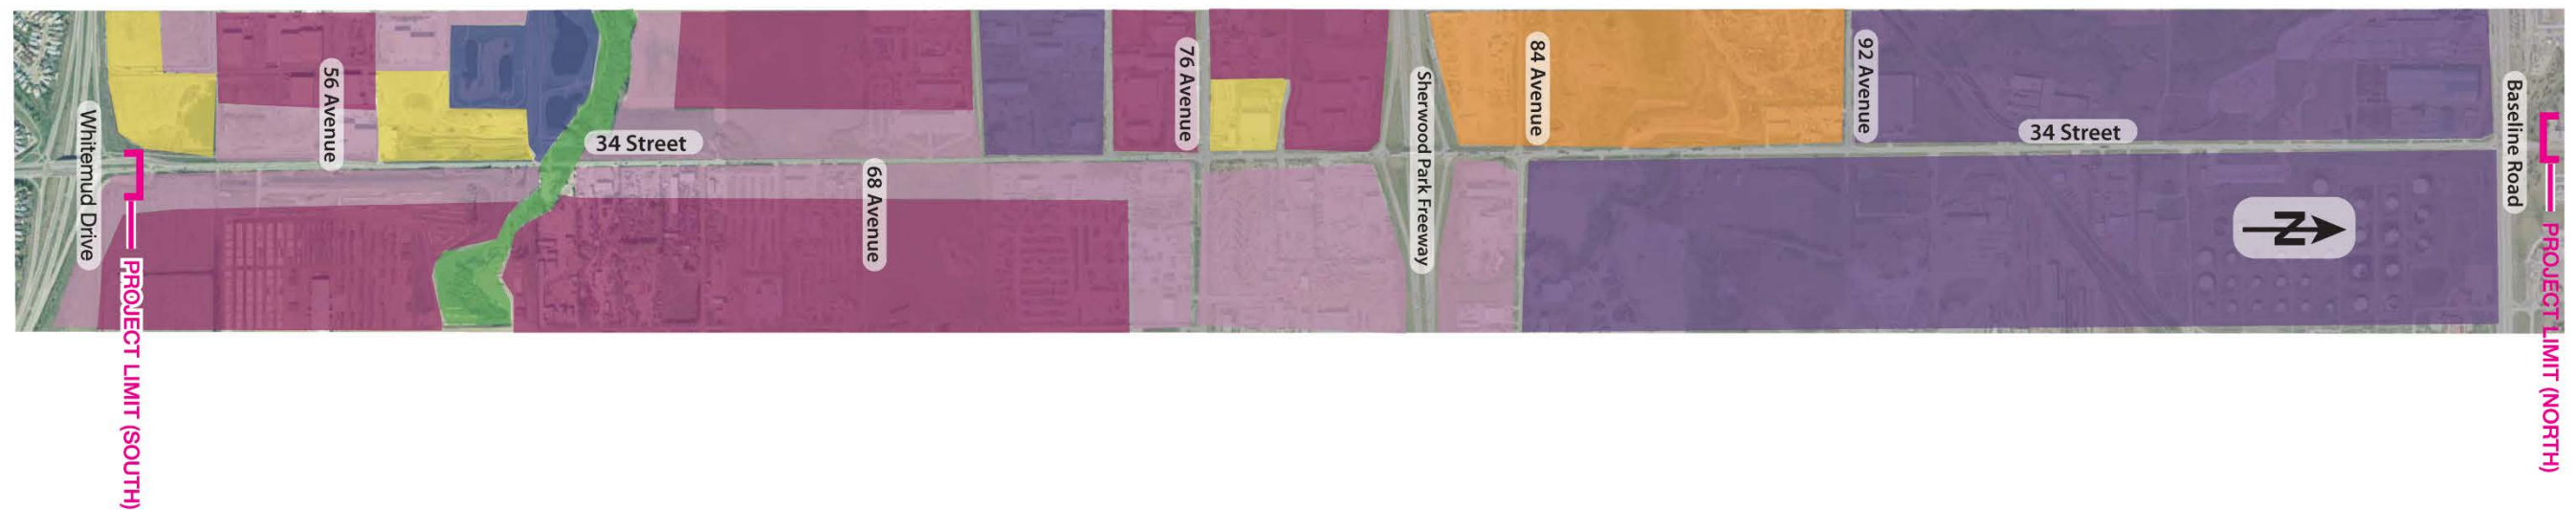 Whitemud Drive
PROJECT LIMIT (SOUTH)
56 Avenue
34 Street
68 Avenue
76 Avenue
Sherwood Park Freeway
84 Avenue
92 Avenue
34 Street
N
Baseline Road
PROJECT LIMIT (NORTH)